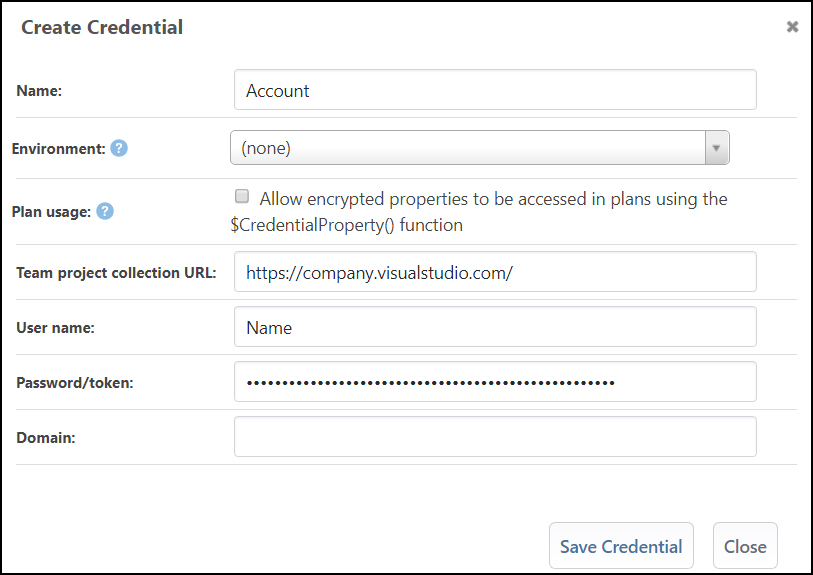 Create Credential
Name: Account
Environment: ? (none)
Plan usage: ? Allow encrypted properties to be accessed in plans using the
$CredentialProperty() function
Team project collection URL: https://company.visualstudio.com/
User name: Name
Password/token: ••••••••••••••••••••••••••••••••••••••••••••••••••••
Domain:
Save Credential Close